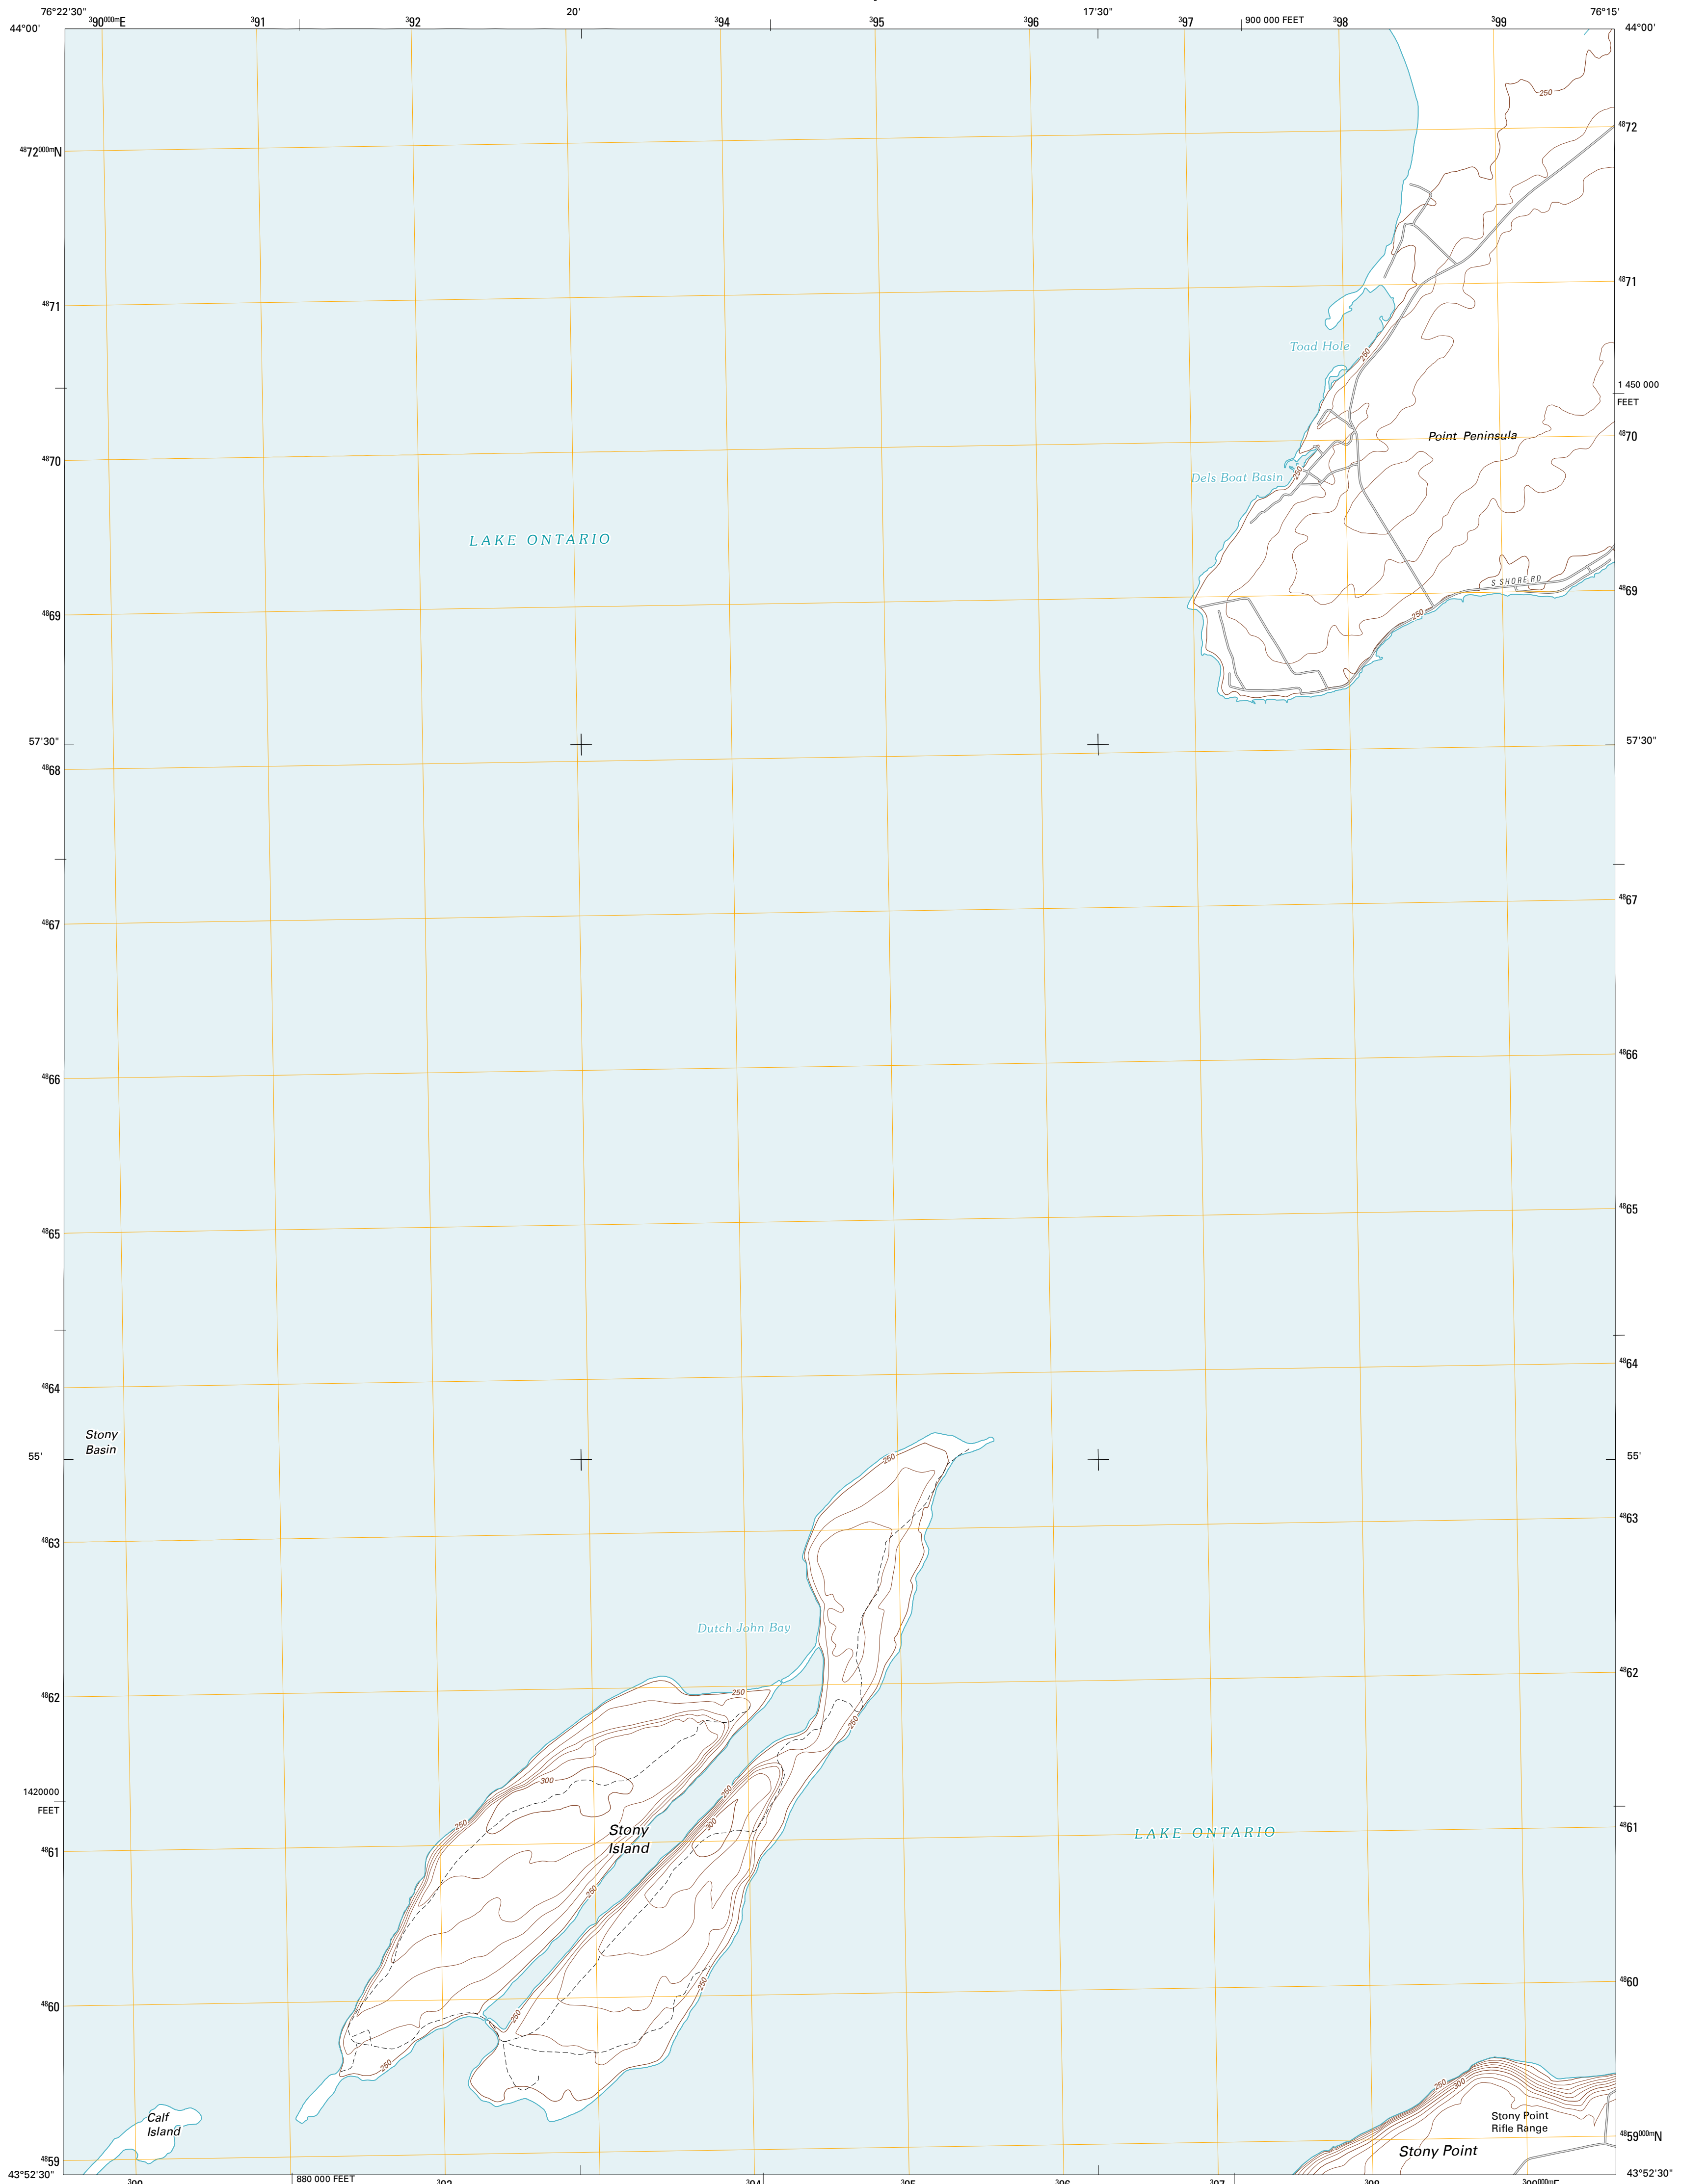 76°22'30" 20' 17'30" 76°15'
³90⁰⁰⁰ᵐE ³91 ³92 ³94 ³95 ³96 ³97 900 000 FEET ³98 ³99
44°00' 44°00'
250
⁴⁸72⁰⁰⁰ᵐN ⁴⁸72
⁴⁸71 ⁴⁸71
Toad Hole
250
1 450 000
FEET
Point Peninsula
⁴⁸70 ⁴⁸70
Dels Boat Basin
250
LAKE ONTARIO
S SHORE RD
⁴⁸69 ⁴⁸69
250
57'30" 57'30"
⁴⁸68
⁴⁸67 ⁴⁸67
⁴⁸66 ⁴⁸66
⁴⁸65 ⁴⁸65
⁴⁸64 ⁴⁸64
Stony
Basin
55' 55'
250
⁴⁸63 ⁴⁸63
Dutch John Bay
⁴⁸62 ⁴⁸62
250
250
300
1420000
FEET
250
250
300
Stony
Island
LAKE ONTARIO
⁴⁸61 ⁴⁸61
250
⁴⁸60 ⁴⁸60
250
250
250
250
300
Calf
Island
Stony Point
Rifle Range
Stony Point
⁴⁸59 ⁴⁸59⁰⁰⁰ᵐN
43°52'30" 43°52'30"
880 000 FEET